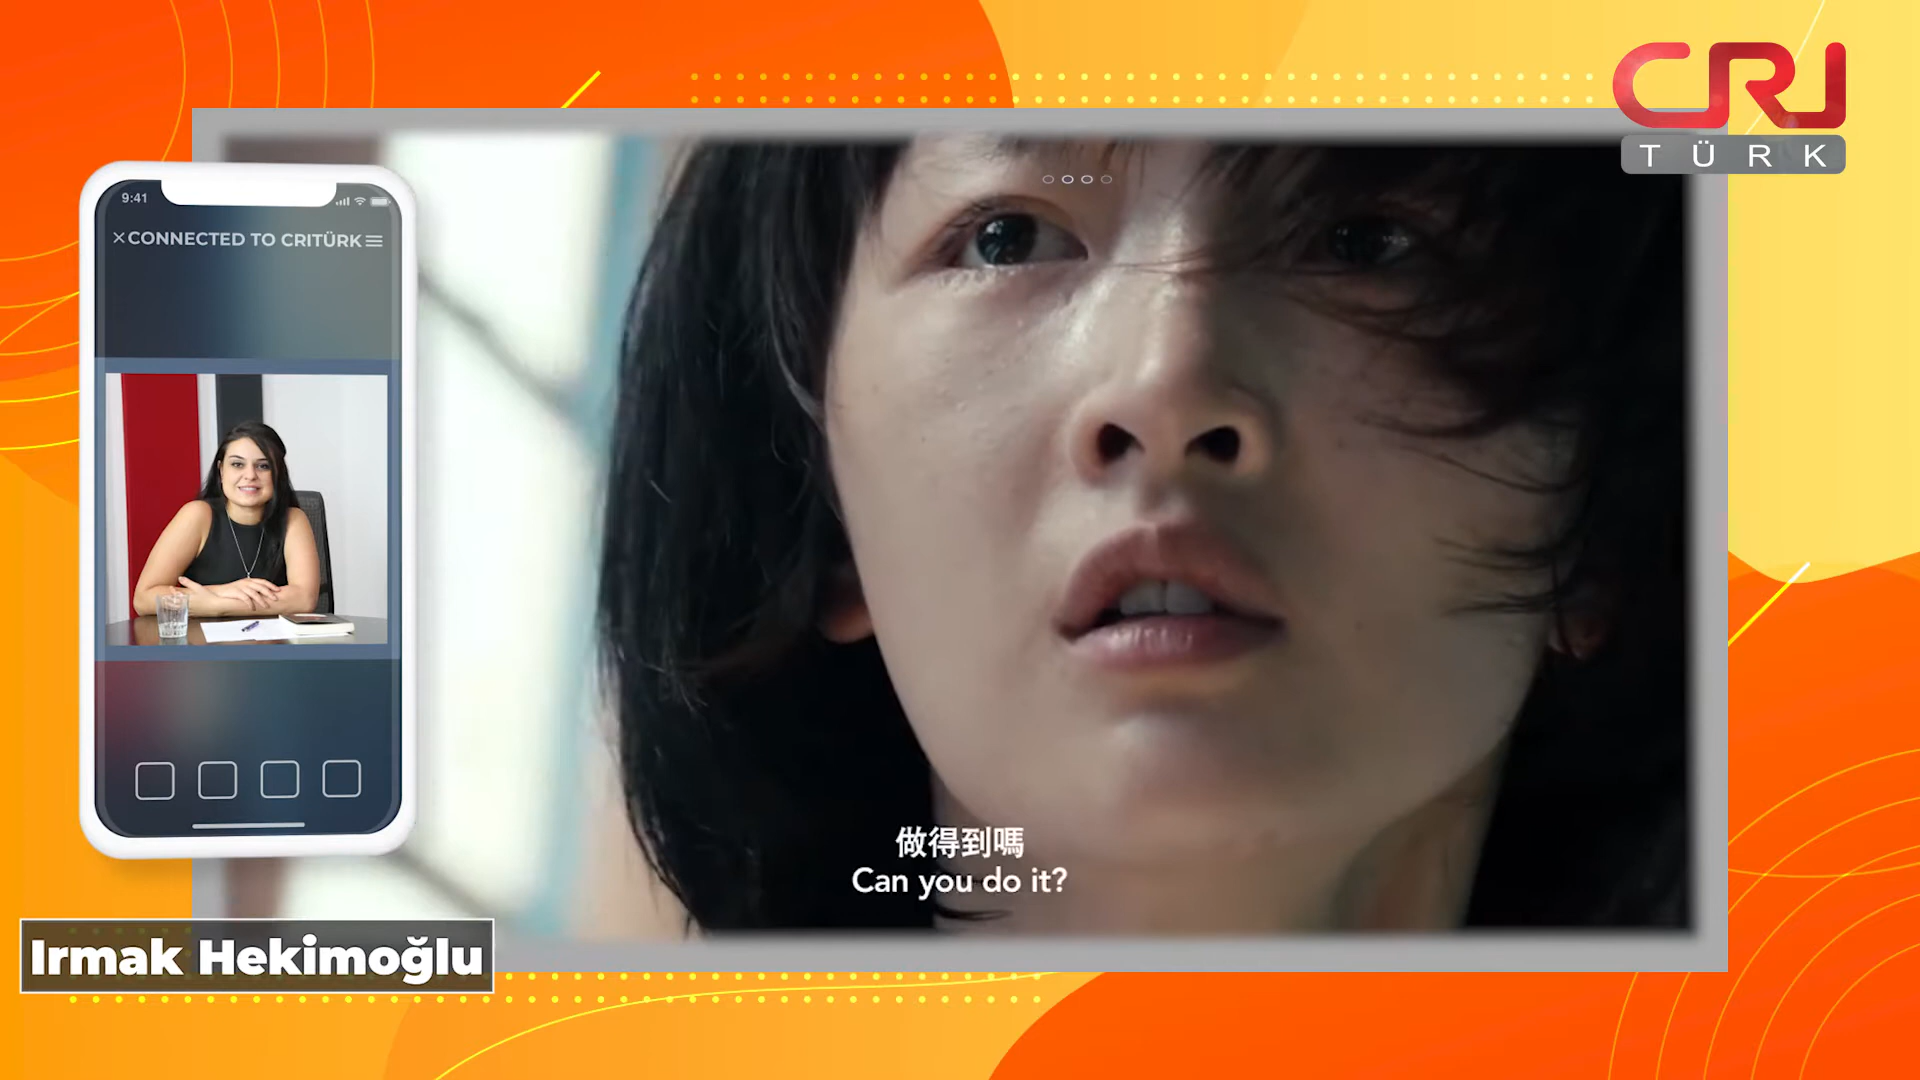 CRI
TÜRK
9:41
CONNECTED TO CRITÜRK
做得到嗎
Can you do it?
Irmak Hekimoğlu